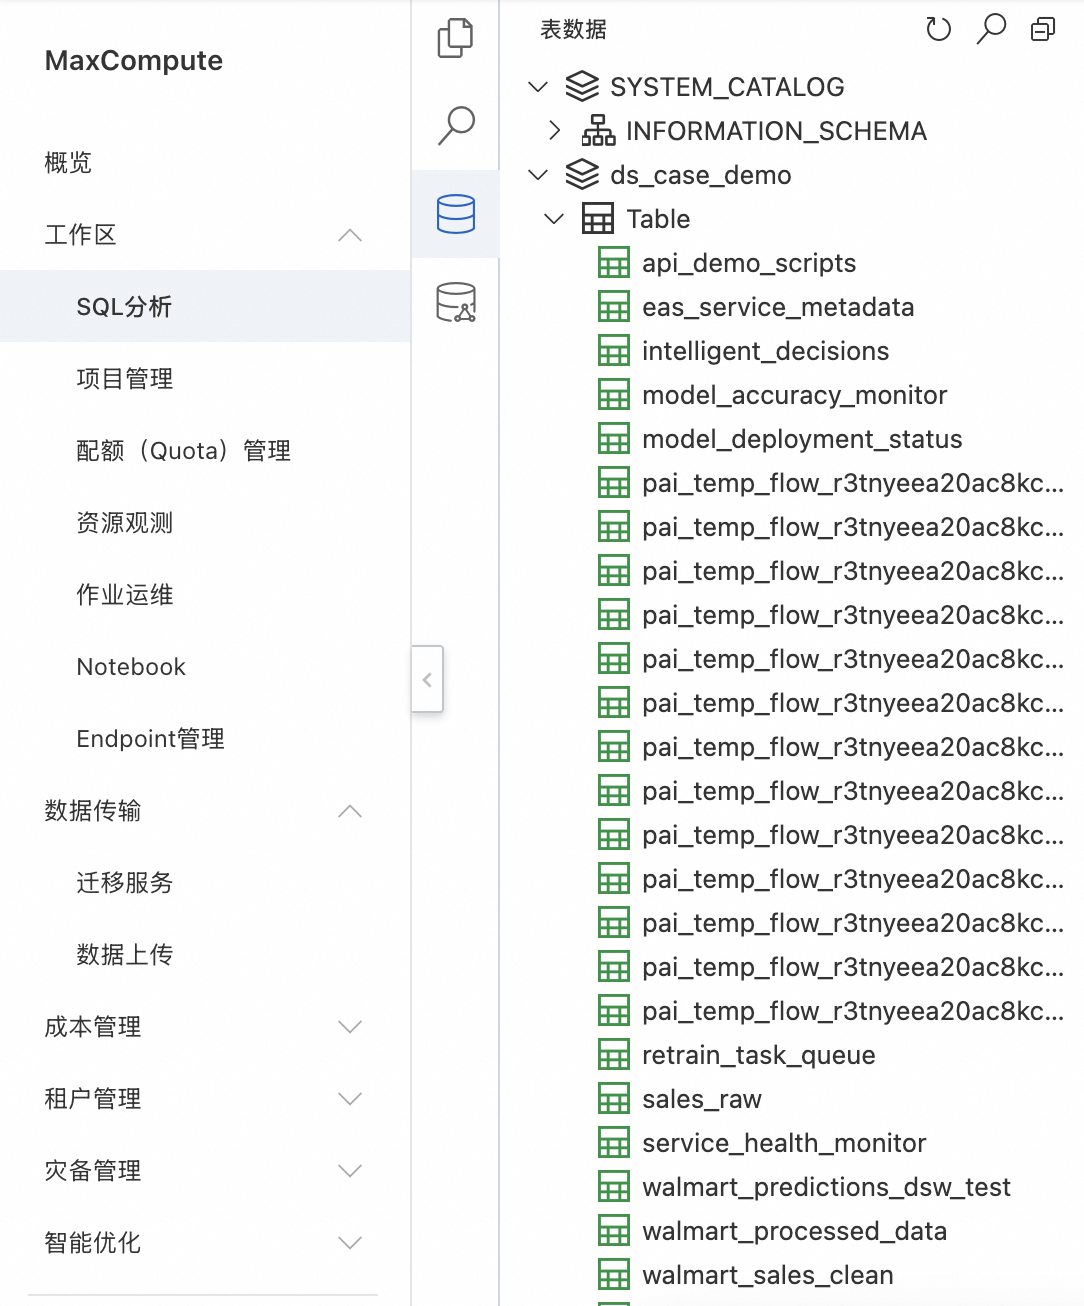 MaxCompute
概览
工作区
SQL分析
项目管理
配额（Quota）管理
资源观测
作业运维
Notebook
Endpoint管理
数据传输
迁移服务
数据上传
成本管理
租户管理
灾备管理
智能优化
表数据
SYSTEM_CATALOG
INFORMATION_SCHEMA
ds_case_demo
Table
api_demo_scripts
eas_service_metadata
intelligent_decisions
model_accuracy_monitor
model_deployment_status
pai_temp_flow_r3tnyeea20ac8kc...
pai_temp_flow_r3tnyeea20ac8kc...
pai_temp_flow_r3tnyeea20ac8kc...
pai_temp_flow_r3tnyeea20ac8kc...
pai_temp_flow_r3tnyeea20ac8kc...
pai_temp_flow_r3tnyeea20ac8kc...
pai_temp_flow_r3tnyeea20ac8kc...
pai_temp_flow_r3tnyeea20ac8kc...
pai_temp_flow_r3tnyeea20ac8kc...
pai_temp_flow_r3tnyeea20ac8kc...
pai_temp_flow_r3tnyeea20ac8kc...
pai_temp_flow_r3tnyeea20ac8kc...
pai_temp_flow_r3tnyeea20ac8kc...
retrain_task_queue
sales_raw
service_health_monitor
walmart_predictions_dsw_test
walmart_processed_data
walmart_sales_clean